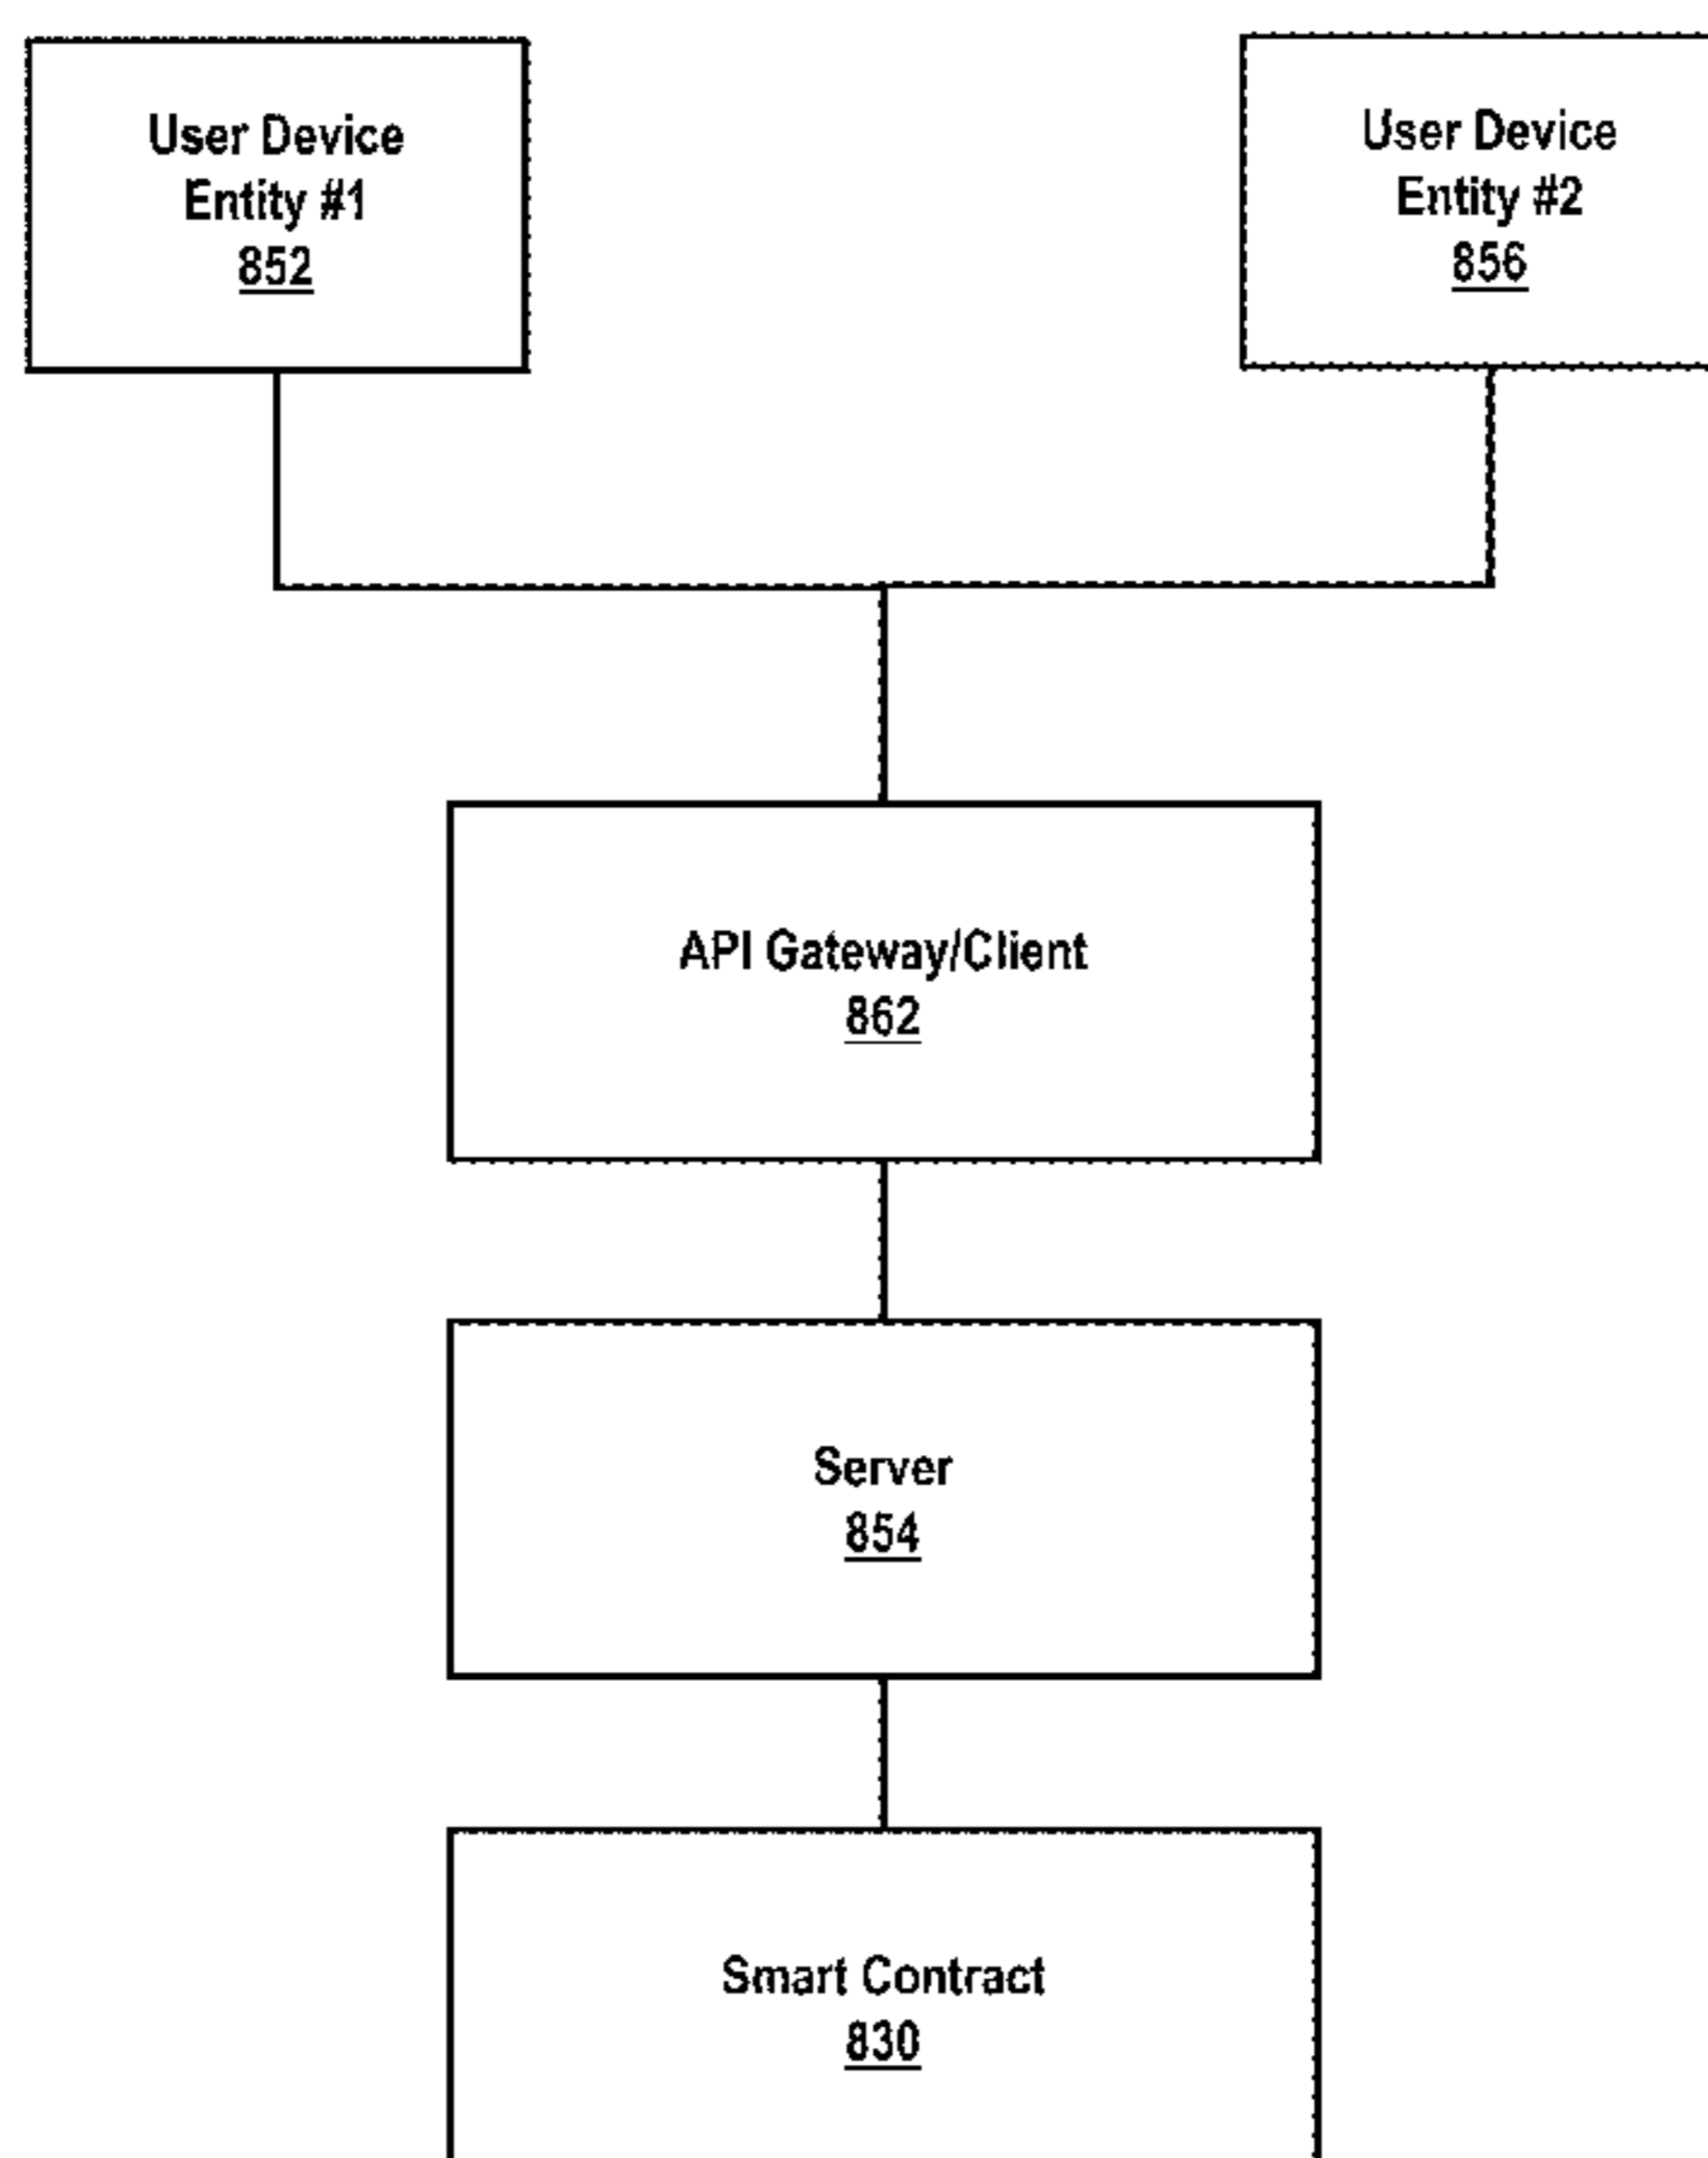 User Device
Entity #1
852
User Device
Entity #2
856
API Gateway/Client
862
Server
854
Smart Contract
830